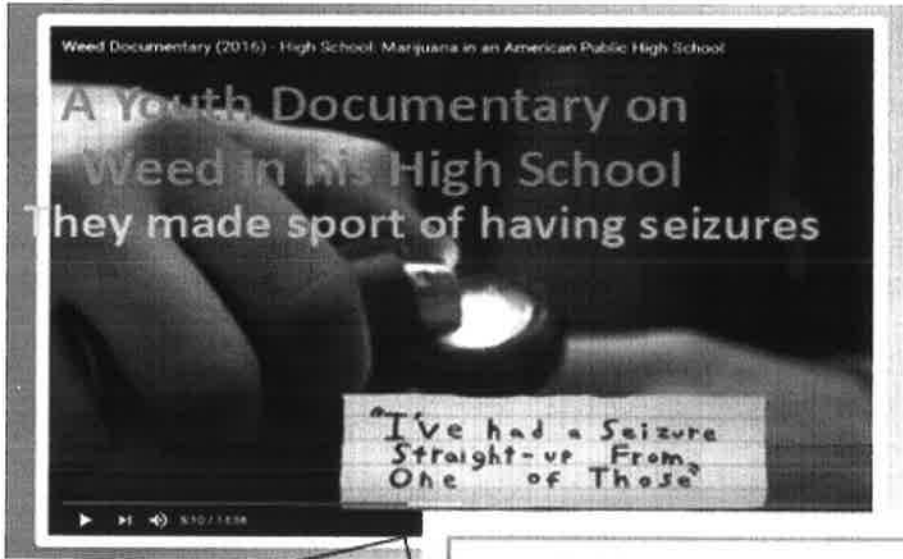 Weed Documentary (2016) - High School: Marijuana in an American Public High School
A Youth Documentary on
Weed in his High School
They made sport of having seizures
"I've had a Seizure
Straight-up From
One of Those"